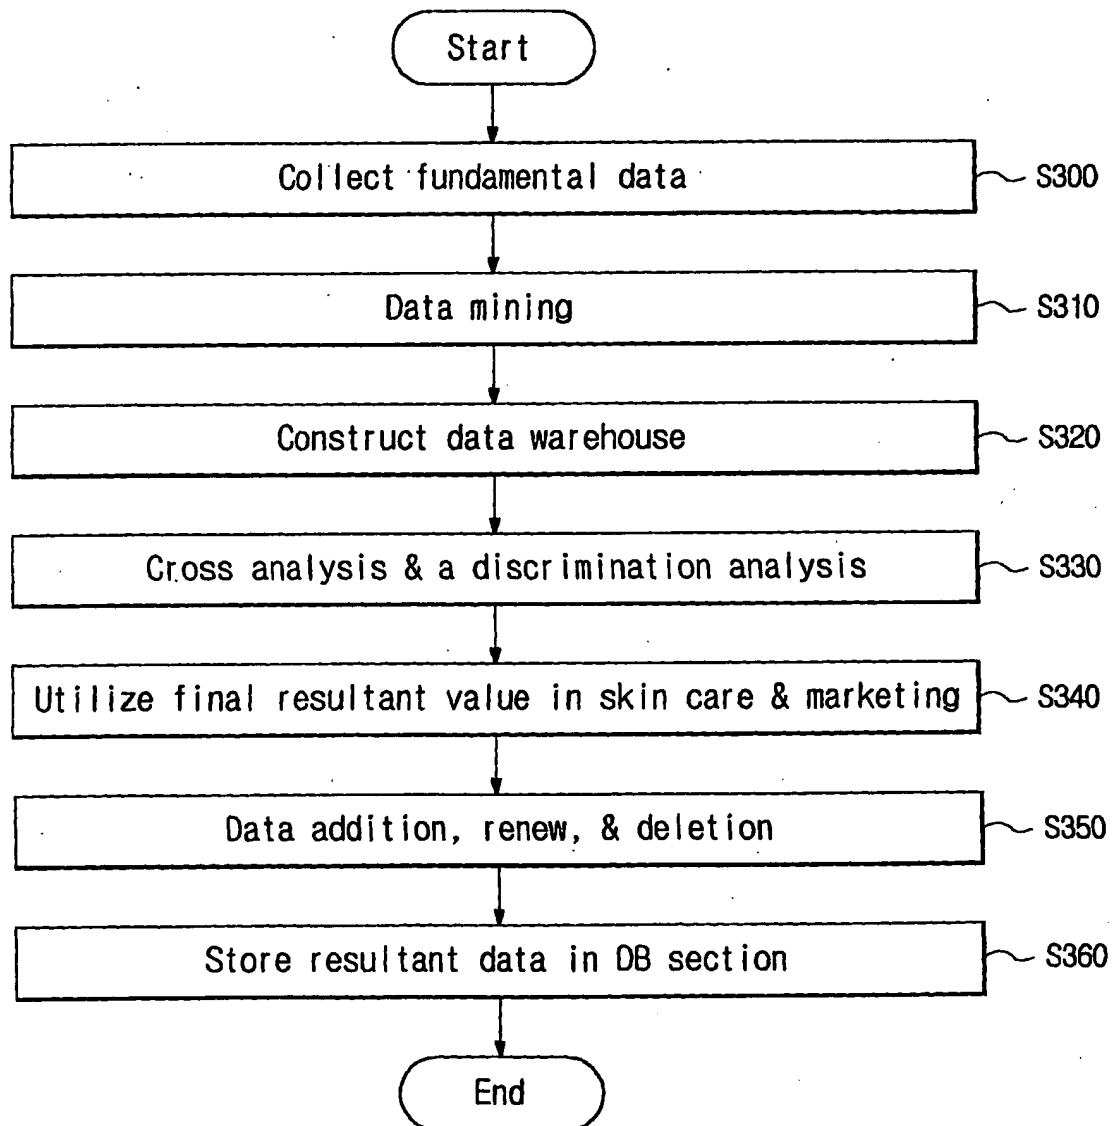 Start
Collect fundamental data
S300
Data mining
S310
Construct data warehouse
S320
Cross analysis & a discrimination analysis
S330
Utilize final resultant value in skin care & marketing
S340
Data addition, renew, & deletion
S350
Store resultant data in DB section
S360
End